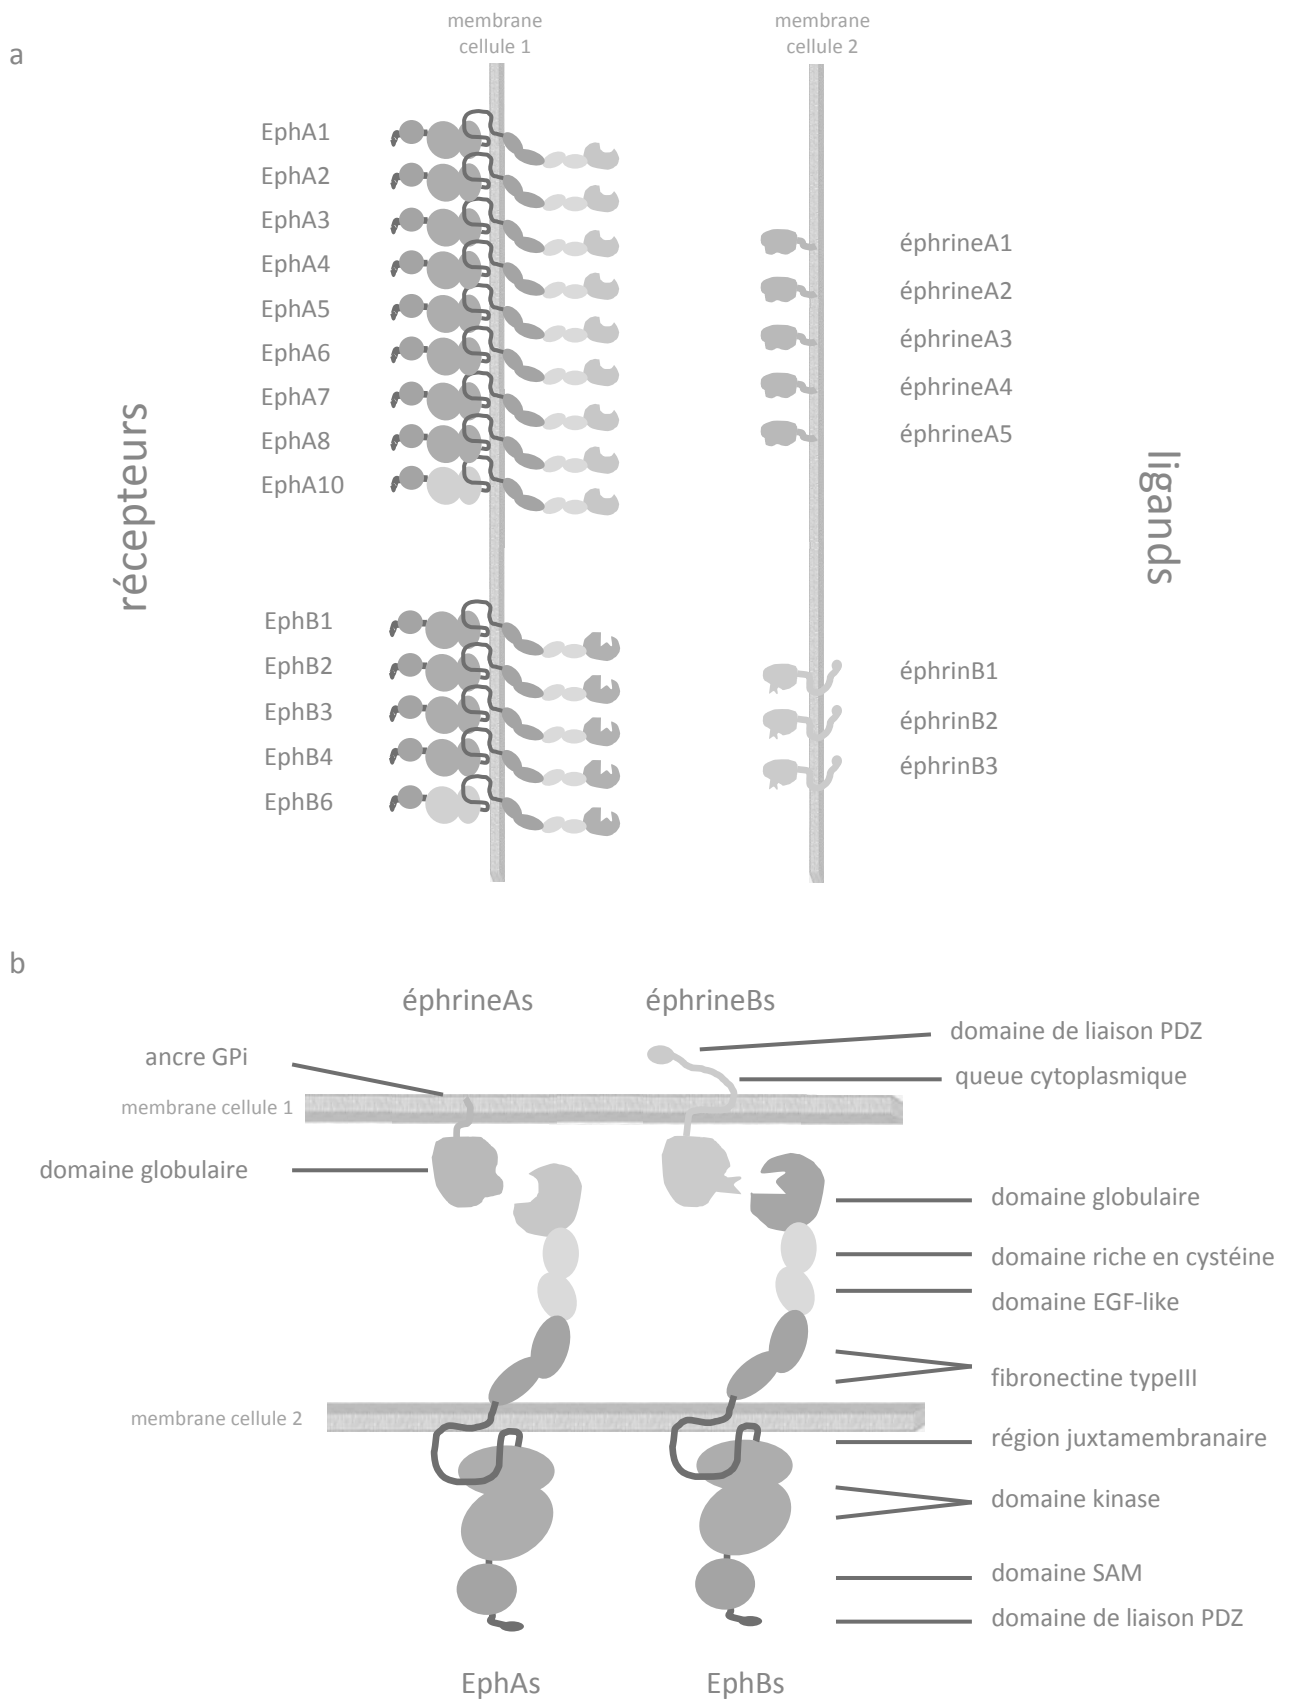 a
membrane
cellule 1
membrane
cellule 2
récepteurs
EphA1
EphA2
EphA3
EphA4
EphA5
EphA6
EphA7
EphA8
EphA10
EphB1
EphB2
EphB3
EphB4
EphB6
éphrineA1
éphrineA2
éphrineA3
éphrineA4
éphrineA5
éphrinB1
éphrinB2
éphrinB3
ligands
b
éphrineAs
éphrineBs
ancre GPi
membrane cellule 1
domaine globulaire
domaine de liaison PDZ
queue cytoplasmique
domaine globulaire
domaine riche en cystéine
domaine EGF-like
fibronectine typeIII
membrane cellule 2
région juxtamembranaire
domaine kinase
domaine SAM
domaine de liaison PDZ
EphAs
EphBs